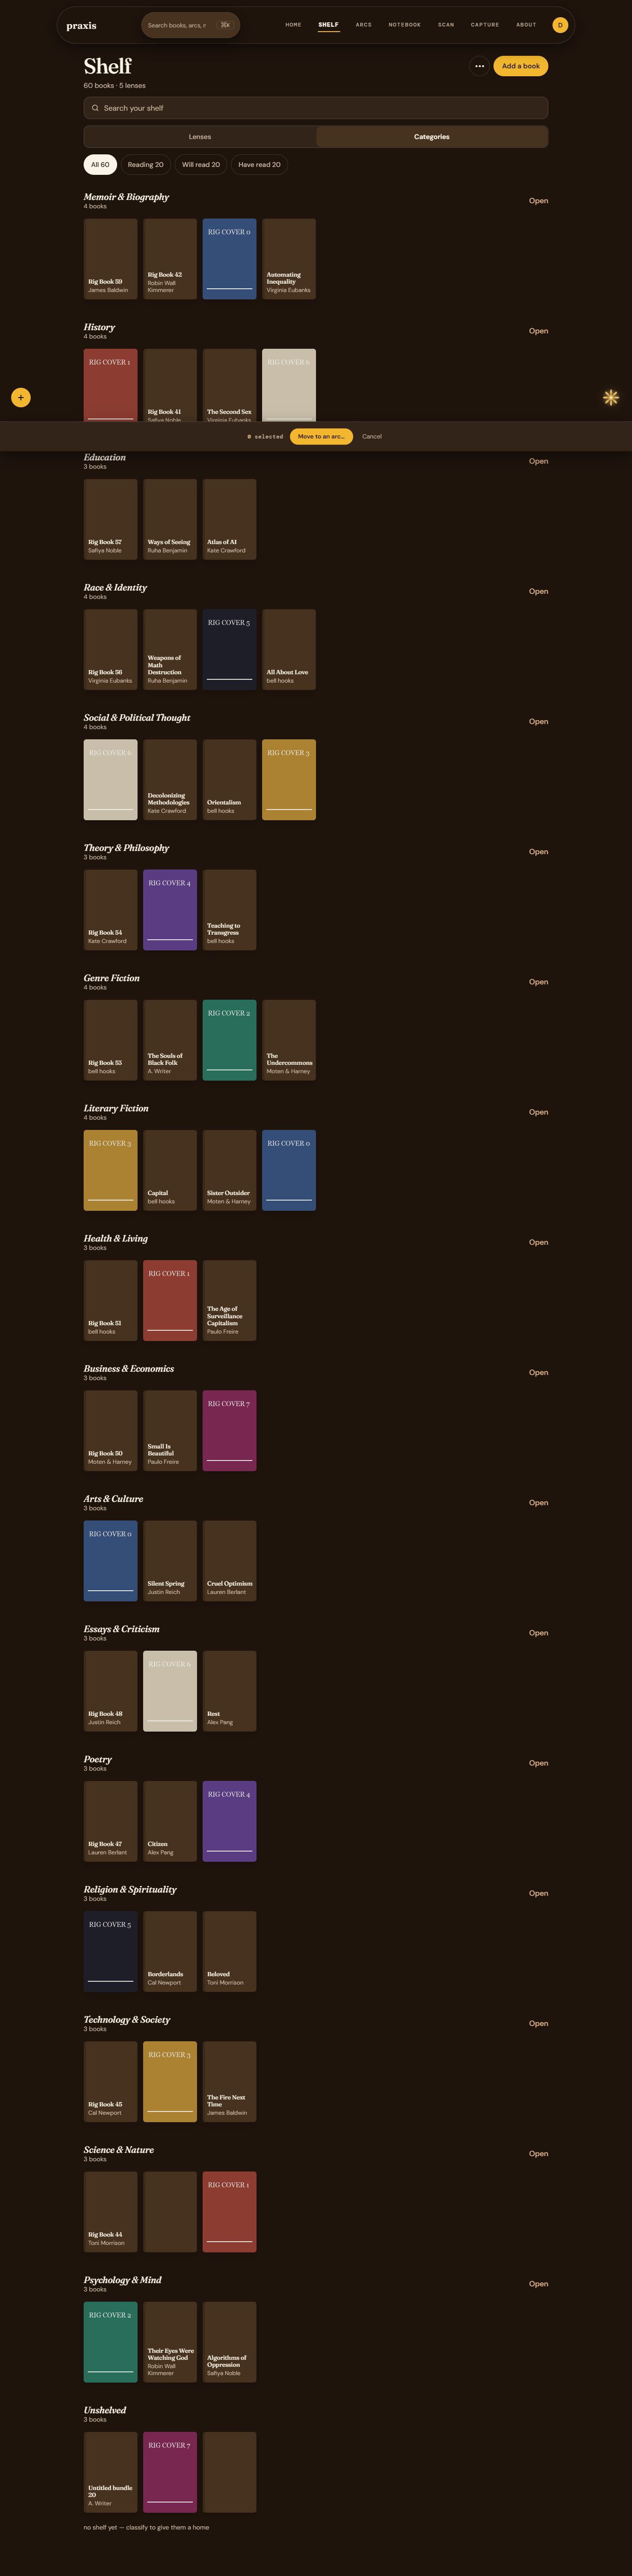 praxis
Search books, arcs, r
⌘K
HOME
SHELF
ARCS
NOTEBOOK
SCAN
CAPTURE
ABOUT
D
Shelf
Add a book
60 books · 5 lenses
Search your shelf
Lenses
Categories
All 60
Reading 20
Will read 20
Have read 20
Memoir & Biography
4 books
Open
Rig Book 59
James Baldwin
Rig Book 42
Robin Wall
Kimmerer
RIG COVER 0
Automating
Inequality
Virginia Eubanks
History
4 books
Open
RIG COVER 1
Rig Book 41
Safiya Noble
The Second Sex
Virginia Eubanks
RIG COVER 6
0 selected
Move to an arc…
Cancel
Education
3 books
Open
Rig Book 57
Safiya Noble
Ways of Seeing
Ruha Benjamin
Atlas of AI
Kate Crawford
Race & Identity
4 books
Open
Rig Book 56
Virginia Eubanks
Weapons of
Math
Destruction
Ruha Benjamin
RIG COVER 5
All About Love
bell hooks
Social & Political Thought
4 books
Open
RIG COVER 6
Decolonizing
Methodologies
Kate Crawford
Orientalism
bell hooks
RIG COVER 3
Theory & Philosophy
3 books
Open
Rig Book 54
Kate Crawford
RIG COVER 4
Teaching to
Transgress
bell hooks
Genre Fiction
4 books
Open
Rig Book 53
bell hooks
The Souls of
Black Folk
A. Writer
RIG COVER 2
The
Undercommons
Moten & Harney
Literary Fiction
4 books
Open
RIG COVER 3
Capital
bell hooks
Sister Outsider
Moten & Harney
RIG COVER 0
Health & Living
3 books
Open
Rig Book 51
bell hooks
RIG COVER 1
The Age of
Surveillance
Capitalism
Paulo Freire
Business & Economics
3 books
Open
Rig Book 50
Moten & Harney
Small Is
Beautiful
Paulo Freire
RIG COVER 7
Arts & Culture
3 books
Open
RIG COVER 0
Silent Spring
Justin Reich
Cruel Optimism
Lauren Berlant
Essays & Criticism
3 books
Open
Rig Book 48
Justin Reich
RIG COVER 6
Rest
Alex Pang
Poetry
3 books
Open
Rig Book 47
Lauren Berlant
Citizen
Alex Pang
RIG COVER 4
Religion & Spirituality
3 books
Open
RIG COVER 5
Borderlands
Cal Newport
Beloved
Toni Morrison
Technology & Society
3 books
Open
Rig Book 45
Cal Newport
RIG COVER 3
The Fire Next
Time
James Baldwin
Science & Nature
3 books
Open
Rig Book 44
Toni Morrison
RIG COVER 1
Psychology & Mind
3 books
Open
RIG COVER 2
Their Eyes Were
Watching God
Robin Wall
Kimmerer
Algorithms of
Oppression
Safiya Noble
Unshelved
3 books
Open
Untitled bundle
20
A. Writer
RIG COVER 7
no shelf yet — classify to give them a home